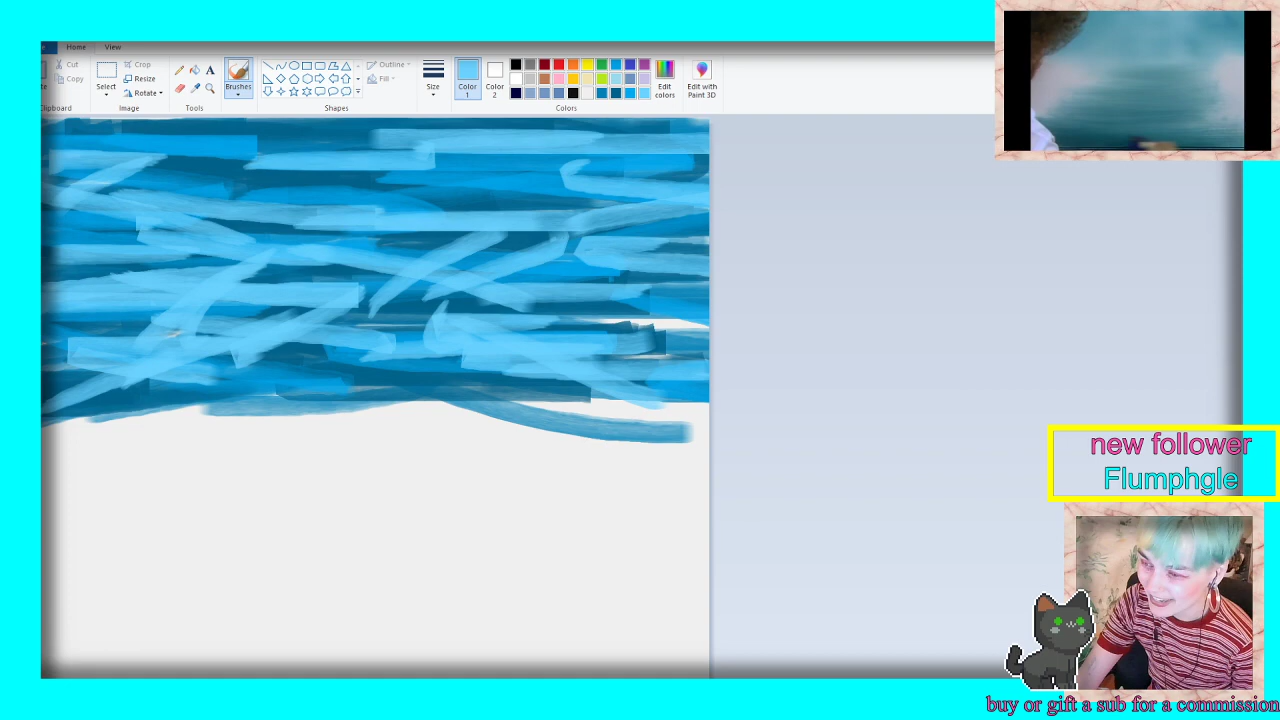 Home View
Cut
Copy
Crop
Resize
Rotate
Select
Image
Tools
Brushes
Outline
Fill
Shapes
Size
Color
1
Color
2
Colors
Edit
colors
Edit with
Paint 3D
new follower
Flumphgle
buy or gift a sub for a commission